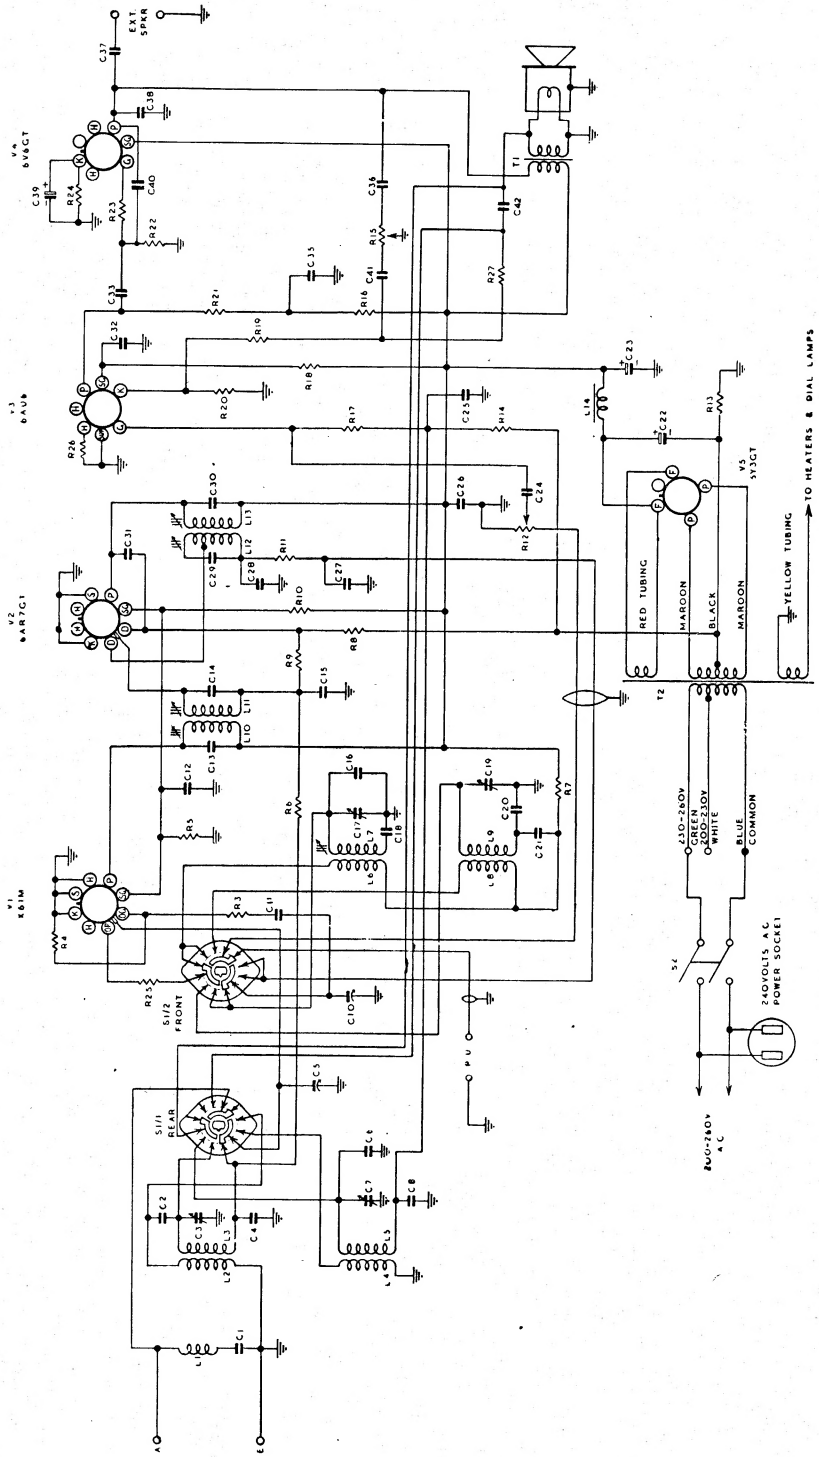 EXT.
SPKR
C37
C38
V4
6V6GT
H
P
SG
G
K
H
C39
+
-
R24
C40
R23
R22
C36
R15
C41
C35
C33
R21
R16
C42
R27
T1
R19
C32
V3
6AU6
P
SG
K
H
H
G
R26
R20
R18
R17
C25
R14
L14
+
C23
-
+
C22
-
R13
V5
5Y3GT
F
F
P
P
C30
L13
L12
C29
C28
R11
C27
C26
C24
R12
C31
V2
6AR7GT
S
P
H
SG
H
D
K
D
R10
R8
R9
C14
C15
L11
L10
C13
C12
R5
R6
RED TUBING
MAROON
BLACK
MAROON
YELLOW TUBING
TO HEATERS & DIAL LAMPS
T2
C16
C17
L7
C18
L6
C19
L9
C20
L8
C21
R7
V1
X61M
H
P
S
SG
K
OG
H
OP
R4
R3
C11
R25
S1/2
FRONT
C10
230-260V
GREEN
200-230V
WHITE
BLUE
COMMON
S2
240VOLTS AC
POWER SOCKET
200-260V
AC
P U
C5
S1/1
REAR
C6
C7
C8
L5
L4
C2
C3
C4
L3
L2
L1
C1
A
E